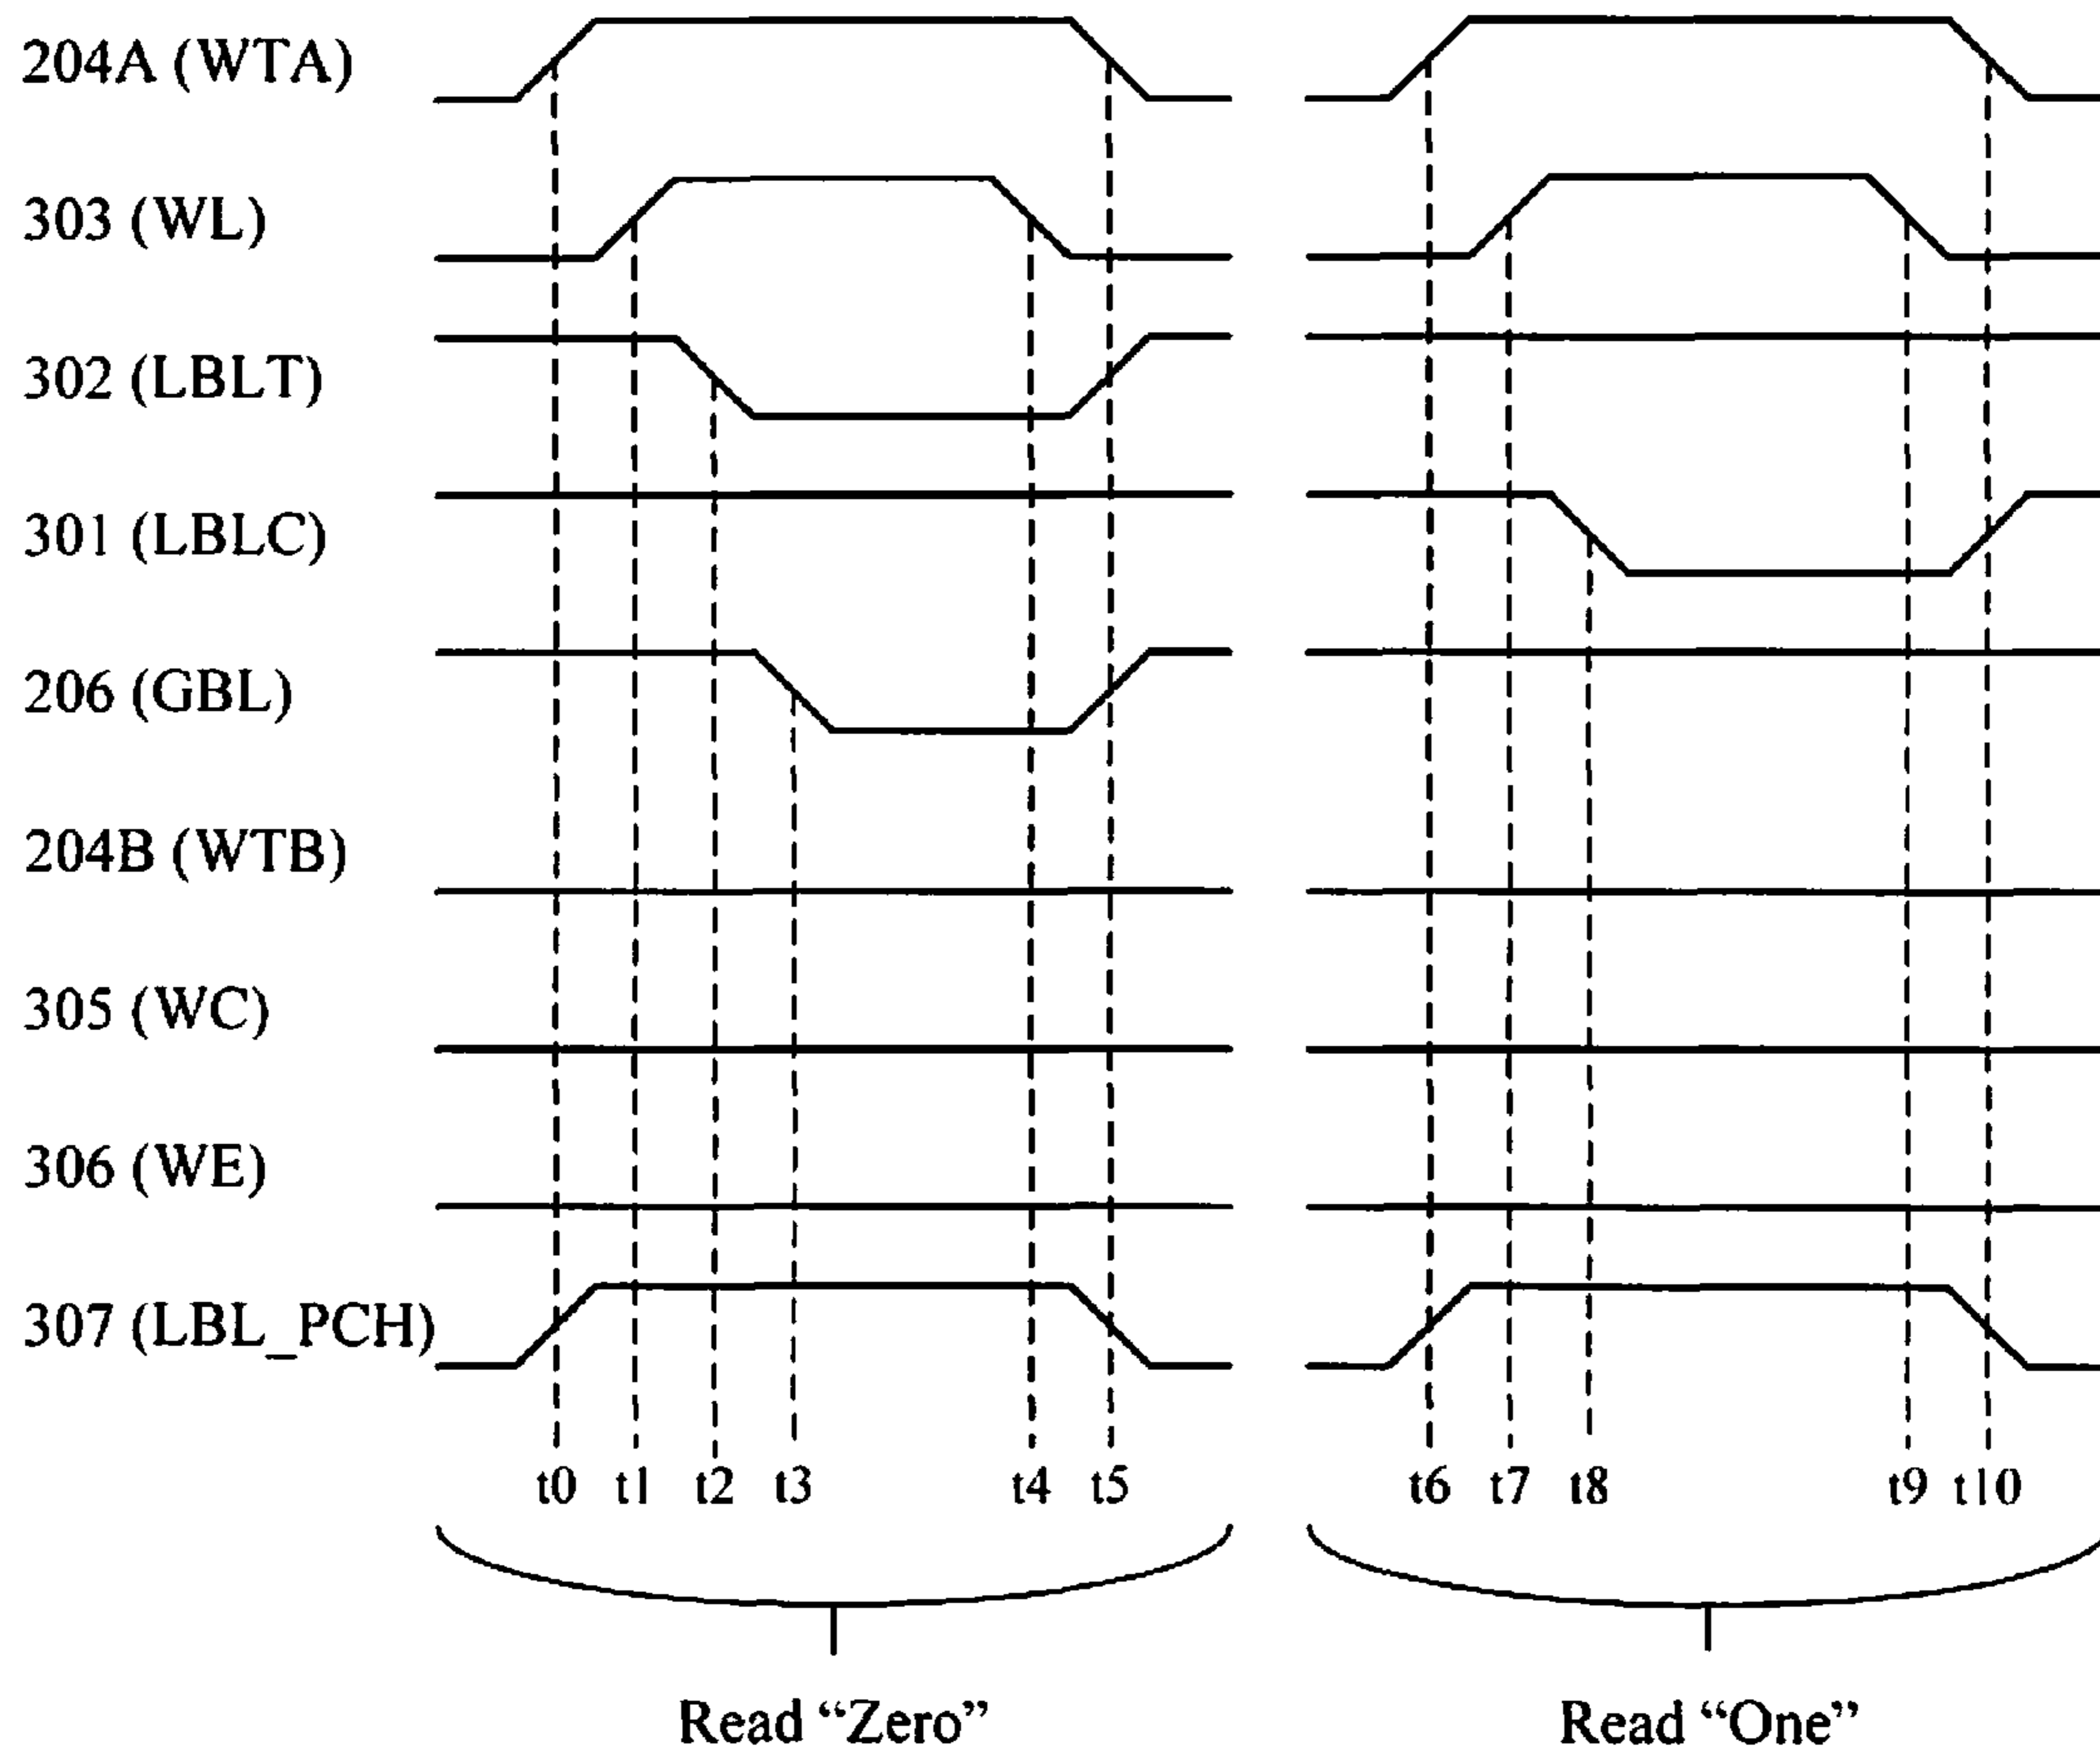 204A (WTA)
303 (WL)
302 (LBLT)
301 (LBLC)
206 (GBL)
204B (WTB)
305 (WC)
306 (WE)
307 (LBL_PCH)
t0 t1 t2 t3 t4 t5 t6 t7 t8 t9 t10
Read “Zero” Read “One”